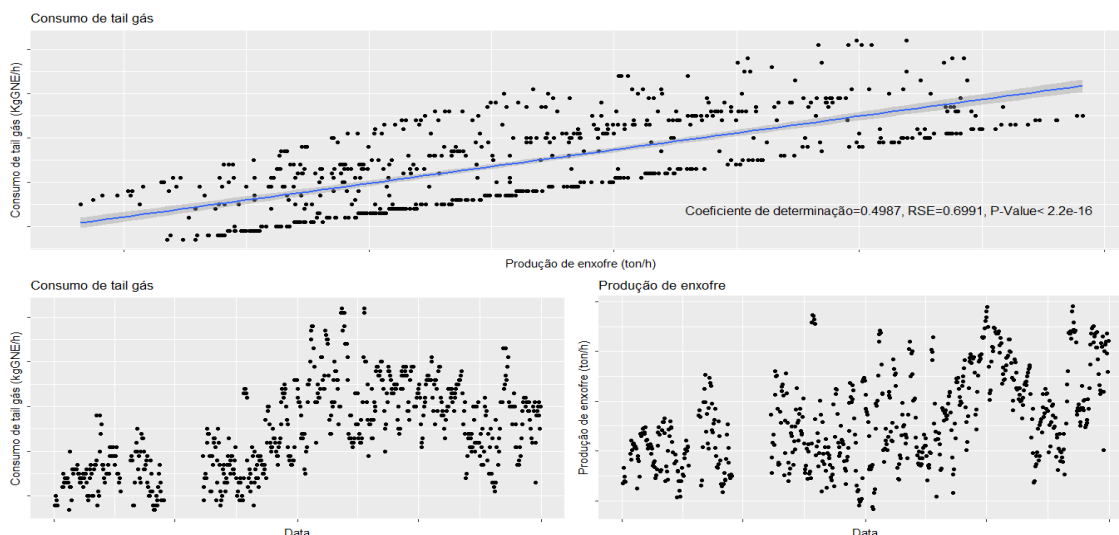 Consumo de tail gás
Consumo de tail gás (KgGNE/h)
Coeficiente de determinação=0.4987, RSE=0.6991, P-Value< 2.2e-16
Produção de enxofre (ton/h)
Consumo de tail gás
Consumo de tail gás (kgGNE/h)
Data
Produção de enxofre
Produção de enxofre (ton/h)
Data